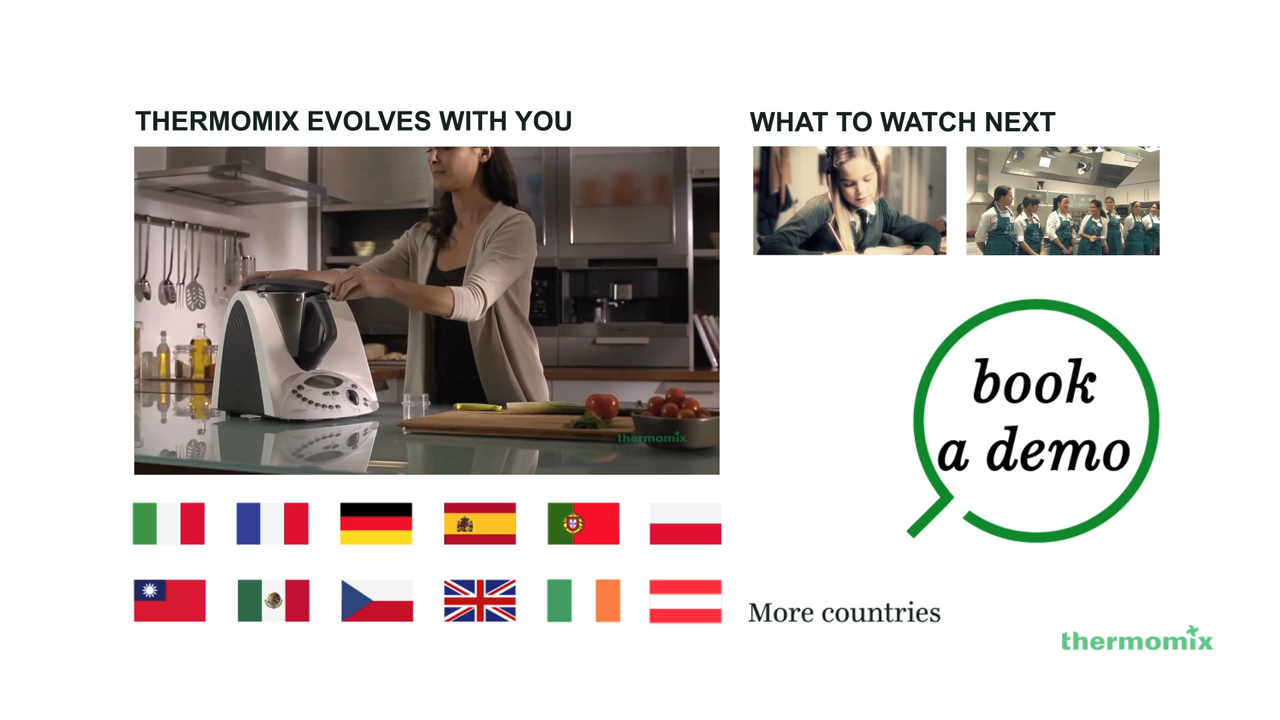 THERMOMIX EVOLVES WITH YOU
WHAT TO WATCH NEXT
thermomix
book
a demo
More countries
thermomix